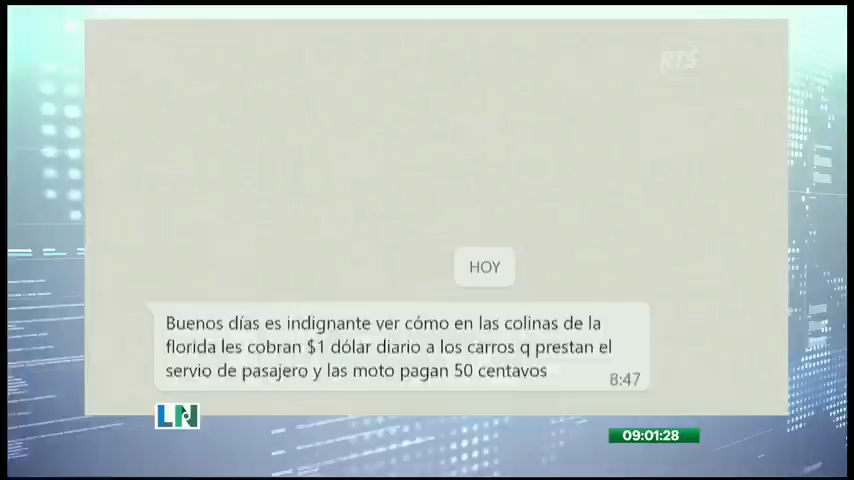 RTS
HOY
Buenos días es indignante ver cómo en las colinas de la
florida les cobran $1 dólar diario a los carros q prestan el
servio de pasajero y las moto pagan 50 centavos
8:47
LN
09:01:28